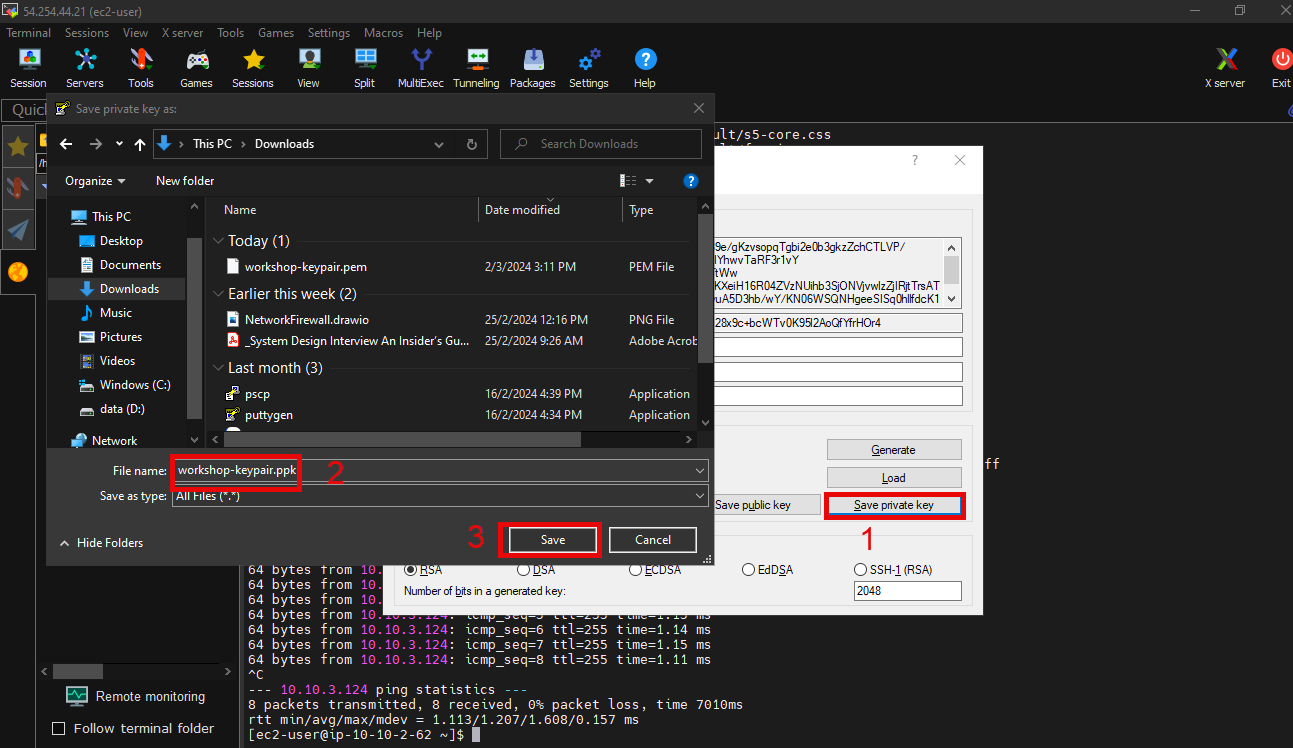 54.254.44.21 (ec2-user)
Terminal Sessions View X server Tools Games Settings Macros Help
Session Servers Tools Games Sessions View Split MultiExec Tunneling Packages Settings Help X server Exit
Quick
Save private key as:
This PC > Downloads
Search Downloads
Organize
New folder
This PC
Desktop
Documents
Downloads
Music
Pictures
Videos
Windows (C:)
data (D:)
Network
Name Date modified Type
Today (1)
workshop-keypair.pem 2/3/2024 3:11 PM PEM File
Earlier this week (2)
NetworkFirewall.drawio 25/2/2024 12:16 PM PNG File
_System Design Interview An Insider's Gu... 25/2/2024 9:26 AM Adobe Acrob
Last month (3)
pscp 16/2/2024 4:39 PM Application
puttygen 16/2/2024 4:34 PM Application
File name: workshop-keypair.ppk 2
Save as type: All Files (*.*)
3 Save Cancel
Hide Folders
ult/s5-core.css
?
9e/gKzvsopqTgbi2e0b3gkzZchCTLVP/
IYhwvTaRF3r1vY
tWw
KXeiH16R04ZVzNUihb3SjONVjvwlzZjlRjtTrsAT
uA5D3hb/wY/KN06WSQNHgeeSISq0hllfdcK1
28x9c+bcWTv0K95l2AoQfYfrHOr4
Generate
ff
Load
Save public key Save private key
1
RSA DSA ECDSA EdDSA SSH-1 (RSA)
Number of bits in a generated key: 2048
64 bytes from 10.
64 bytes from 10.
64 bytes from 10.
64 bytes from 10.10.3.124: icmp_seq=5 ttl=255 time=1.15 ms
64 bytes from 10.10.3.124: icmp_seq=6 ttl=255 time=1.14 ms
64 bytes from 10.10.3.124: icmp_seq=7 ttl=255 time=1.15 ms
64 bytes from 10.10.3.124: icmp_seq=8 ttl=255 time=1.11 ms
^C
--- 10.10.3.124 ping statistics ---
8 packets transmitted, 8 received, 0% packet loss, time 7010ms
rtt min/avg/max/mdev = 1.113/1.207/1.608/0.157 ms
[ec2-user@ip-10-10-2-62 ~]$
Remote monitoring
Follow terminal folder